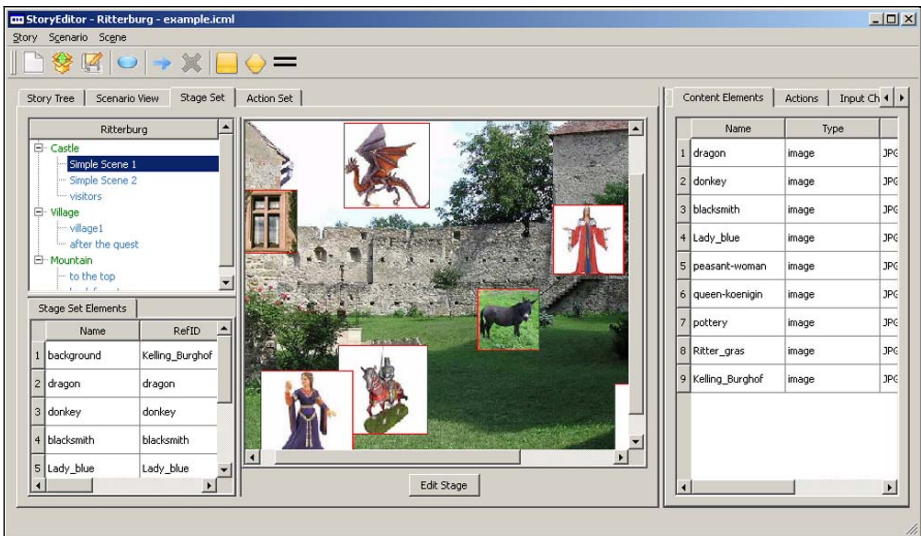 StoryEditor - Ritterburg - example.icml
Story Scenario Scene
Story Tree Scenario View Stage Set Action Set
Ritterburg
Castle
Simple Scene 1
Simple Scene 2
visitors
Village
village1
after the quest
Mountain
to the top
Stage Set Elements
Name RefID
1 background Kelling_Burghof
2 dragon dragon
3 donkey donkey
4 blacksmith blacksmith
5 Lady_blue Lady_blue
Edit Stage
Content Elements Actions Input Ch
Name Type
1 dragon image JPG
2 donkey image JPG
3 blacksmith image JPG
4 Lady_blue image JPG
5 peasant-woman image JPG
6 queen-koenigin image JPG
7 pottery image JPG
8 Ritter_gras image JPG
9 Kelling_Burghof image JPG